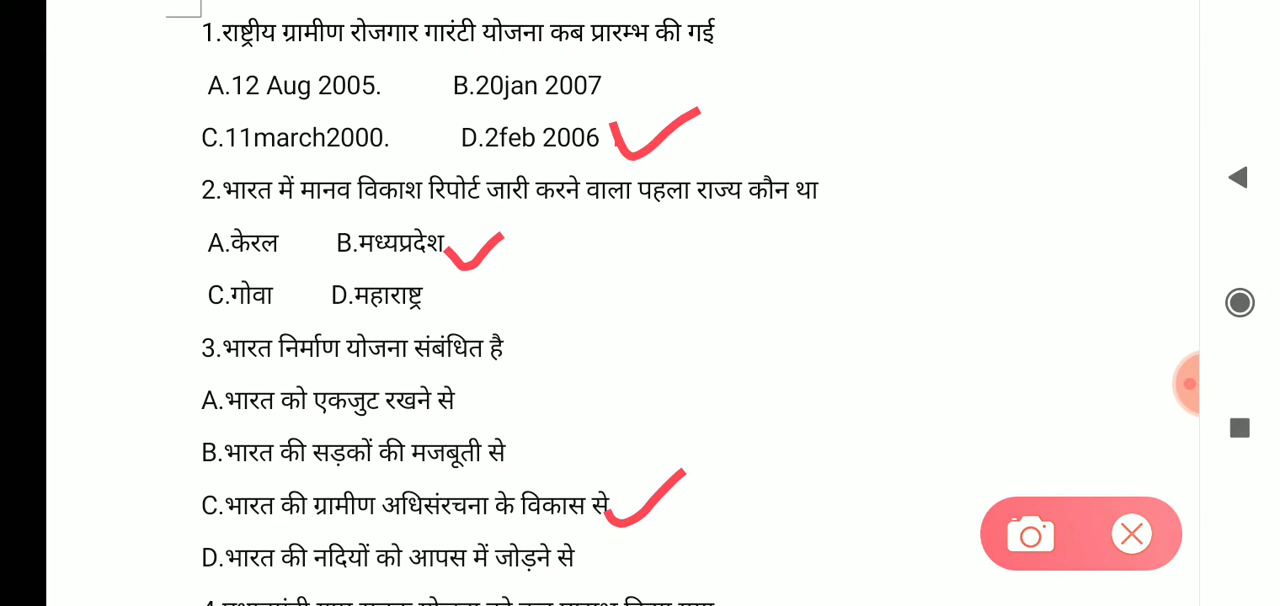 1.राष्ट्रीय ग्रामीण रोजगार गारंटी योजना कब प्रारम्भ की गई
A.12 Aug 2005. B.20jan 2007
C.11march2000. D.2feb 2006
2.भारत में मानव विकाश रिपोर्ट जारी करने वाला पहला राज्य कौन था
A.केरल B.मध्यप्रदेश
C.गोवा D.महाराष्ट्र
3.भारत निर्माण योजना संबंधित है
A.भारत को एकजुट रखने से
B.भारत की सड़कों की मजबूती से
C.भारत की ग्रामीण अधिसंरचना के विकास से
D.भारत की नदियों को आपस में जोड़ने से